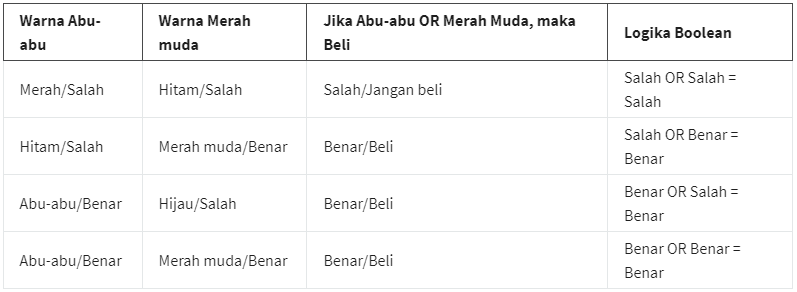 Warna Abu-abu | Warna Merah muda | Jika Abu-abu OR Merah Muda, maka Beli | Logika Boolean
Merah/Salah | Hitam/Salah | Salah/Jangan beli | Salah OR Salah = Salah
Hitam/Salah | Merah muda/Benar | Benar/Beli | Salah OR Benar = Benar
Abu-abu/Benar | Hijau/Salah | Benar/Beli | Benar OR Salah = Benar
Abu-abu/Benar | Merah muda/Benar | Benar/Beli | Benar OR Benar = Benar